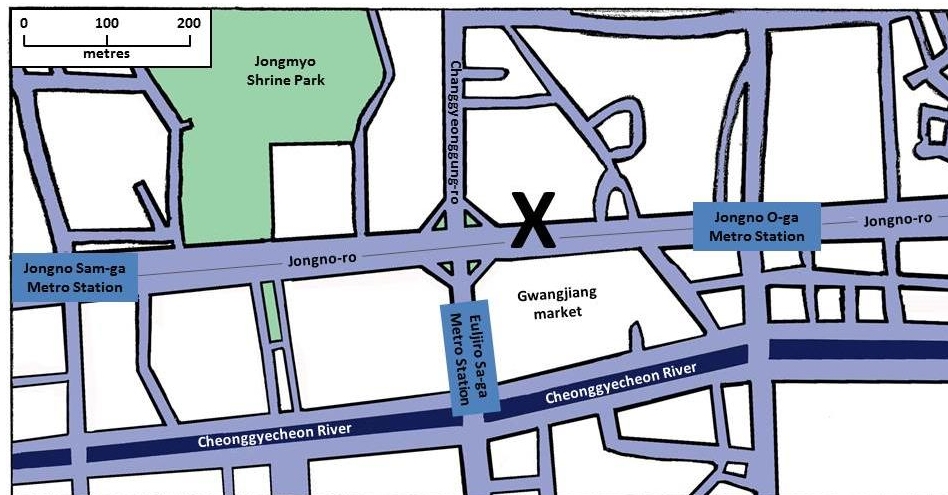 0 100 200
metres
Jongmyo
Shrine Park
Changgyeonggung-ro
X
Jongno O-ga
Metro Station
Jongno-ro
Jongno-ro
Jongno Sam-ga
Metro Station
Gwangjiang
market
Euljiro Sa-ga
Metro Station
Cheonggyecheon River
Cheonggyecheon River